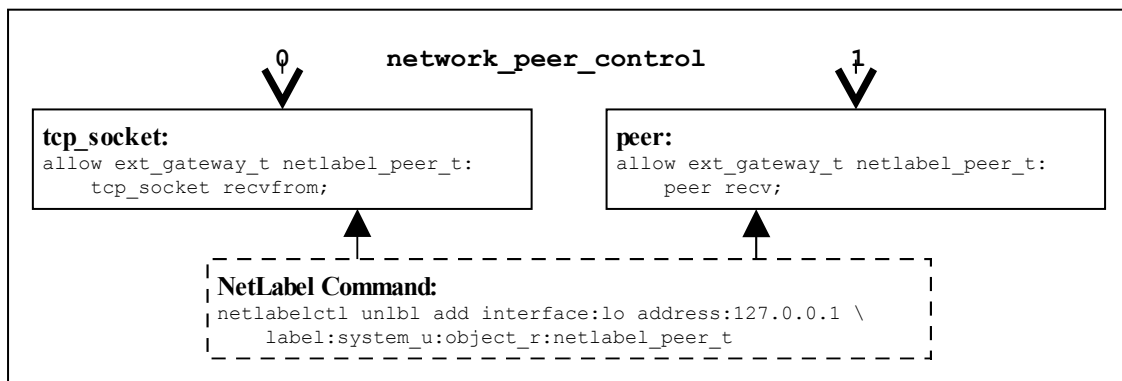 0 network_peer_control 1
tcp_socket:
allow ext_gateway_t netlabel_peer_t:
tcp_socket recvfrom;
peer:
allow ext_gateway_t netlabel_peer_t:
peer recv;
NetLabel Command:
netlabelctl unlbl add interface:lo address:127.0.0.1 \
label:system_u:object_r:netlabel_peer_t